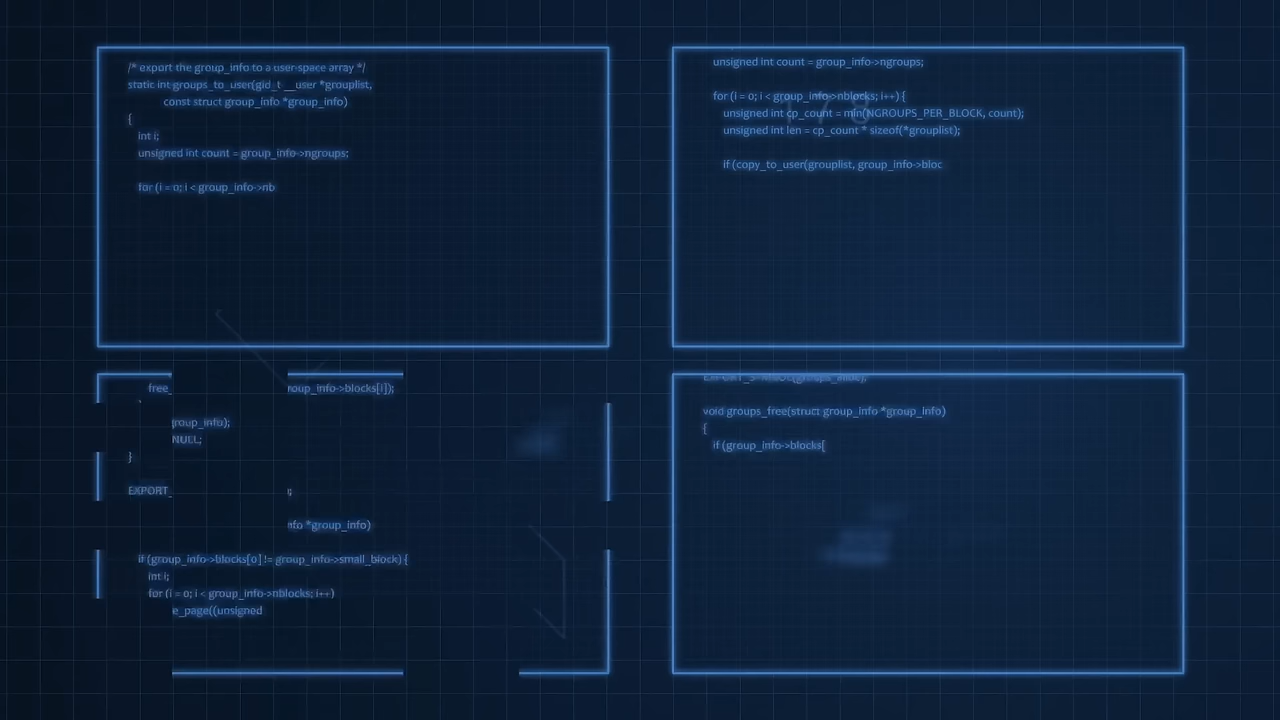 /* export the group_info to a user-space array */
static int groups_to_user(gid_t __user *grouplist,
const struct group_info *group_info)
{
int i;
unsigned int count = group_info->ngroups;
for (i = 0; i < group_info->nb
unsigned int count = group_info->ngroups;
for (i = 0; i < group_info->nblocks; i++) {
unsigned int cp_count = min(NGROUPS_PER_BLOCK, count);
unsigned int len = cp_count * sizeof(*grouplist);
if (copy_to_user(grouplist, group_info->bloc
free_ roup_info->blocks[i]);
group_info);
NULL;
}
EXPORT_ ;
nfo *group_info)
if (group_info->blocks[0] != group_info->small_block) {
int i;
for (i = 0; i < group_info->nblocks; i++)
e_page((unsigned
void groups_free(struct group_info *group_info)
{
if (group_info->blocks[